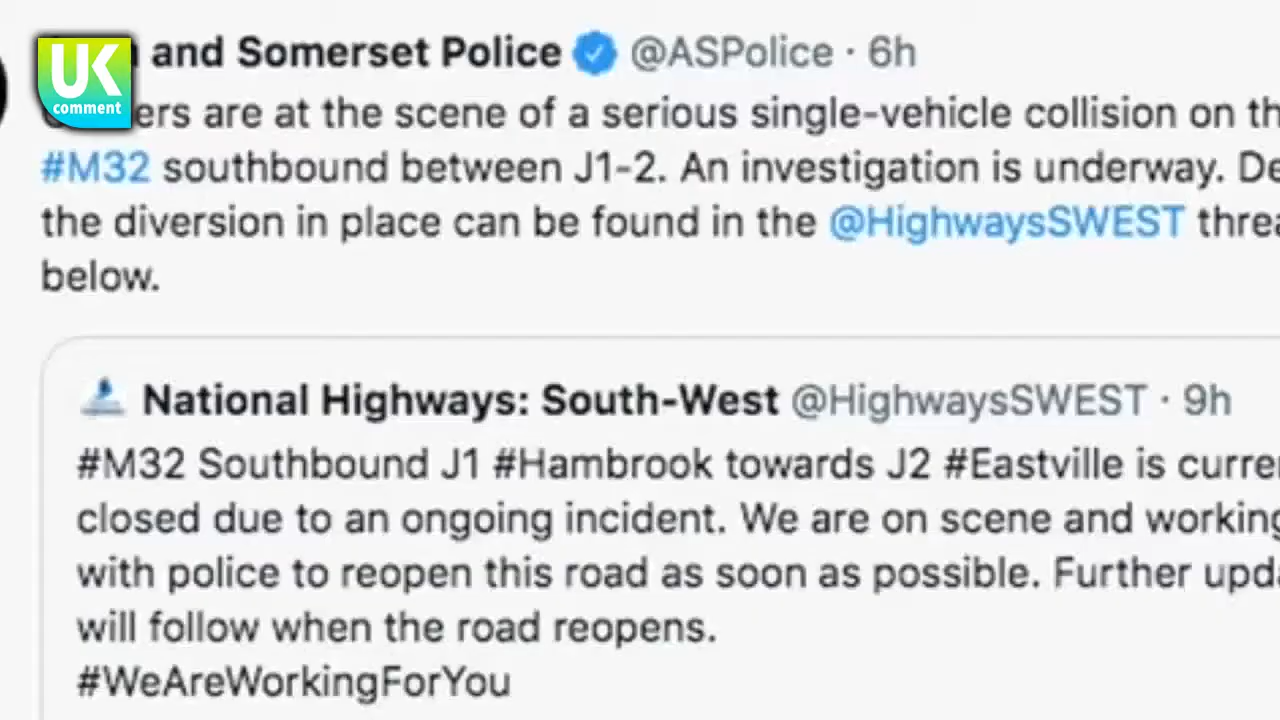 UK
comment
and Somerset Police @ASPolice · 6h
ers are at the scene of a serious single-vehicle collision on th
#M32 southbound between J1-2. An investigation is underway. De
the diversion in place can be found in the @HighwaysSWEST threa
below.
National Highways: South-West @HighwaysSWEST · 9h
#M32 Southbound J1 #Hambrook towards J2 #Eastville is curre
closed due to an ongoing incident. We are on scene and working
with police to reopen this road as soon as possible. Further upda
will follow when the road reopens.
#WeAreWorkingForYou